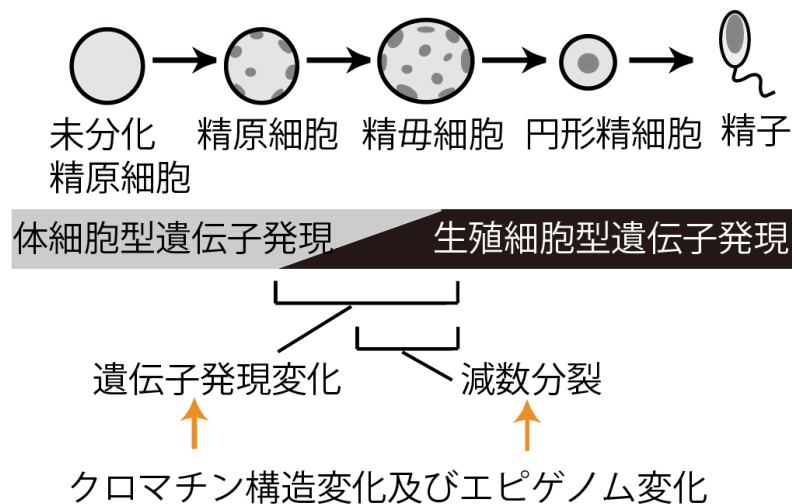 未分化
精原細胞
精原細胞
精母細胞
円形精細胞
精子
体細胞型遺伝子発現
生殖細胞型遺伝子発現
遺伝子発現変化
減数分裂
クロマチン構造変化及びエピゲノム変化